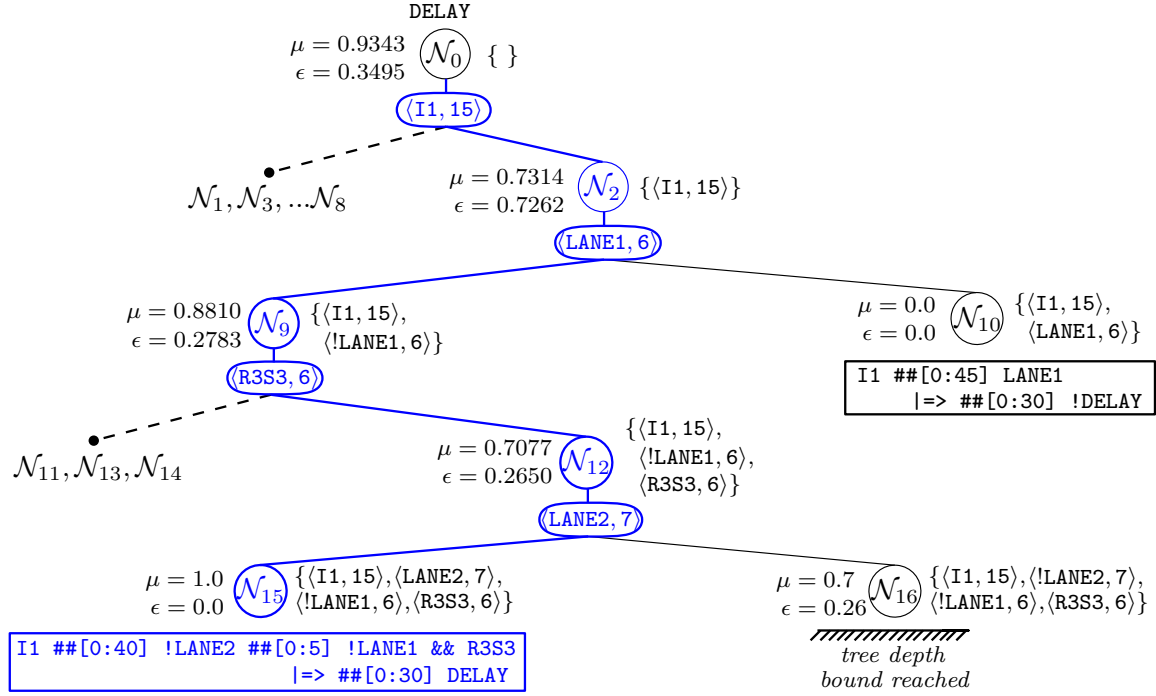 DELAY
μ = 0.9343
ϵ = 0.3495
𝒩0
{ }
⟨I1, 15⟩
𝒩1, 𝒩3, ...𝒩8
μ = 0.7314
ϵ = 0.7262
𝒩2
{⟨I1, 15⟩}
⟨LANE1, 6⟩
μ = 0.8810
ϵ = 0.2783
𝒩9
{⟨I1, 15⟩,
⟨!LANE1, 6⟩}
μ = 0.0
ϵ = 0.0
𝒩10
{⟨I1, 15⟩,
⟨LANE1, 6⟩}
⟨R3S3, 6⟩
I1 ##[0:45] LANE1
|=> ##[0:30] !DELAY
𝒩11, 𝒩13, 𝒩14
μ = 0.7077
ϵ = 0.2650
𝒩12
{⟨I1, 15⟩,
⟨!LANE1, 6⟩,
⟨R3S3, 6⟩}
⟨LANE2, 7⟩
μ = 1.0
ϵ = 0.0
𝒩15
{⟨I1, 15⟩,⟨LANE2, 7⟩,
⟨!LANE1, 6⟩,⟨R3S3, 6⟩}
μ = 0.7
ϵ = 0.26
𝒩16
{⟨I1, 15⟩,⟨!LANE2, 7⟩,
⟨!LANE1, 6⟩,⟨R3S3, 6⟩}
I1 ##[0:40] !LANE2 ##[0:5] !LANE1 && R3S3
|=> ##[0:30] DELAY
tree depth
bound reached